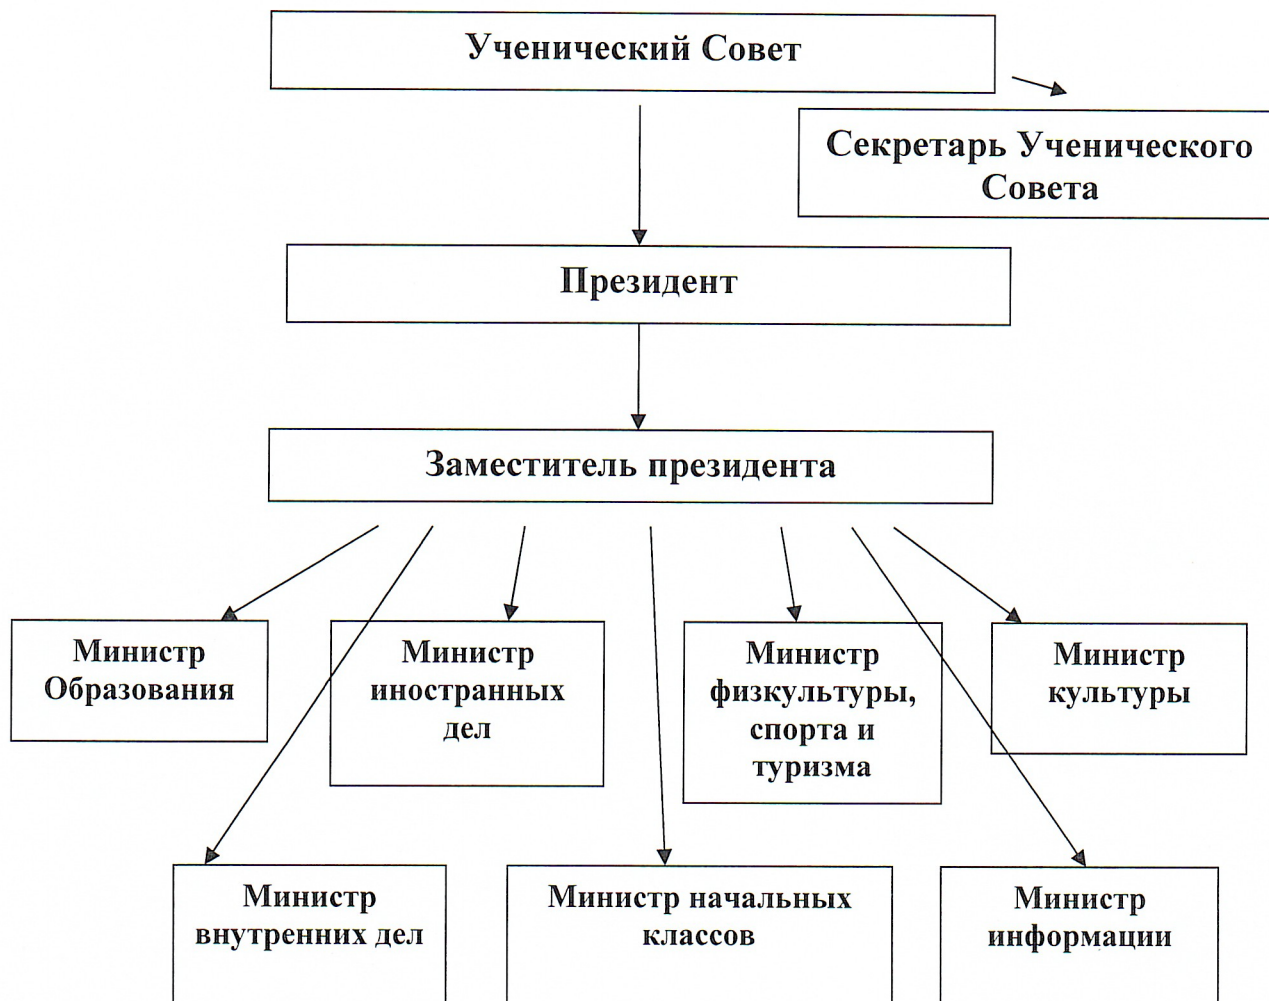 Ученический Совет
Секретарь Ученического
Совета
Президент
Заместитель президента
Министр
Образования
Министр
иностранных
дел
Министр
физкультуры,
спорта и
туризма
Министр
культуры
Министр
внутренних дел
Министр начальных
классов
Министр
информации